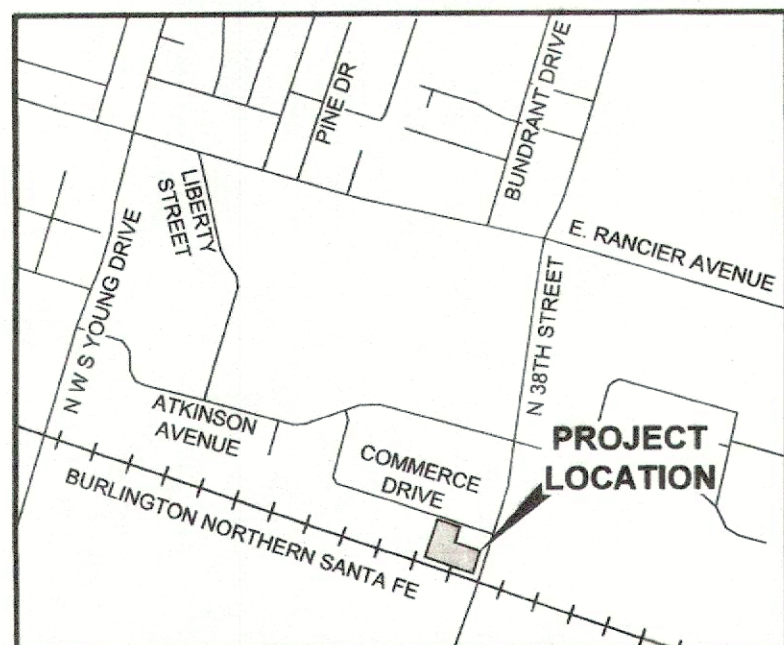 PINE DR
BUNDRANT DRIVE
LIBERTY
STREET
E. RANCIER AVENUE
N W S YOUNG DRIVE
N 38TH STREET
ATKINSON
AVENUE
PROJECT
LOCATION
COMMERCE
DRIVE
BURLINGTON NORTHERN SANTA FE